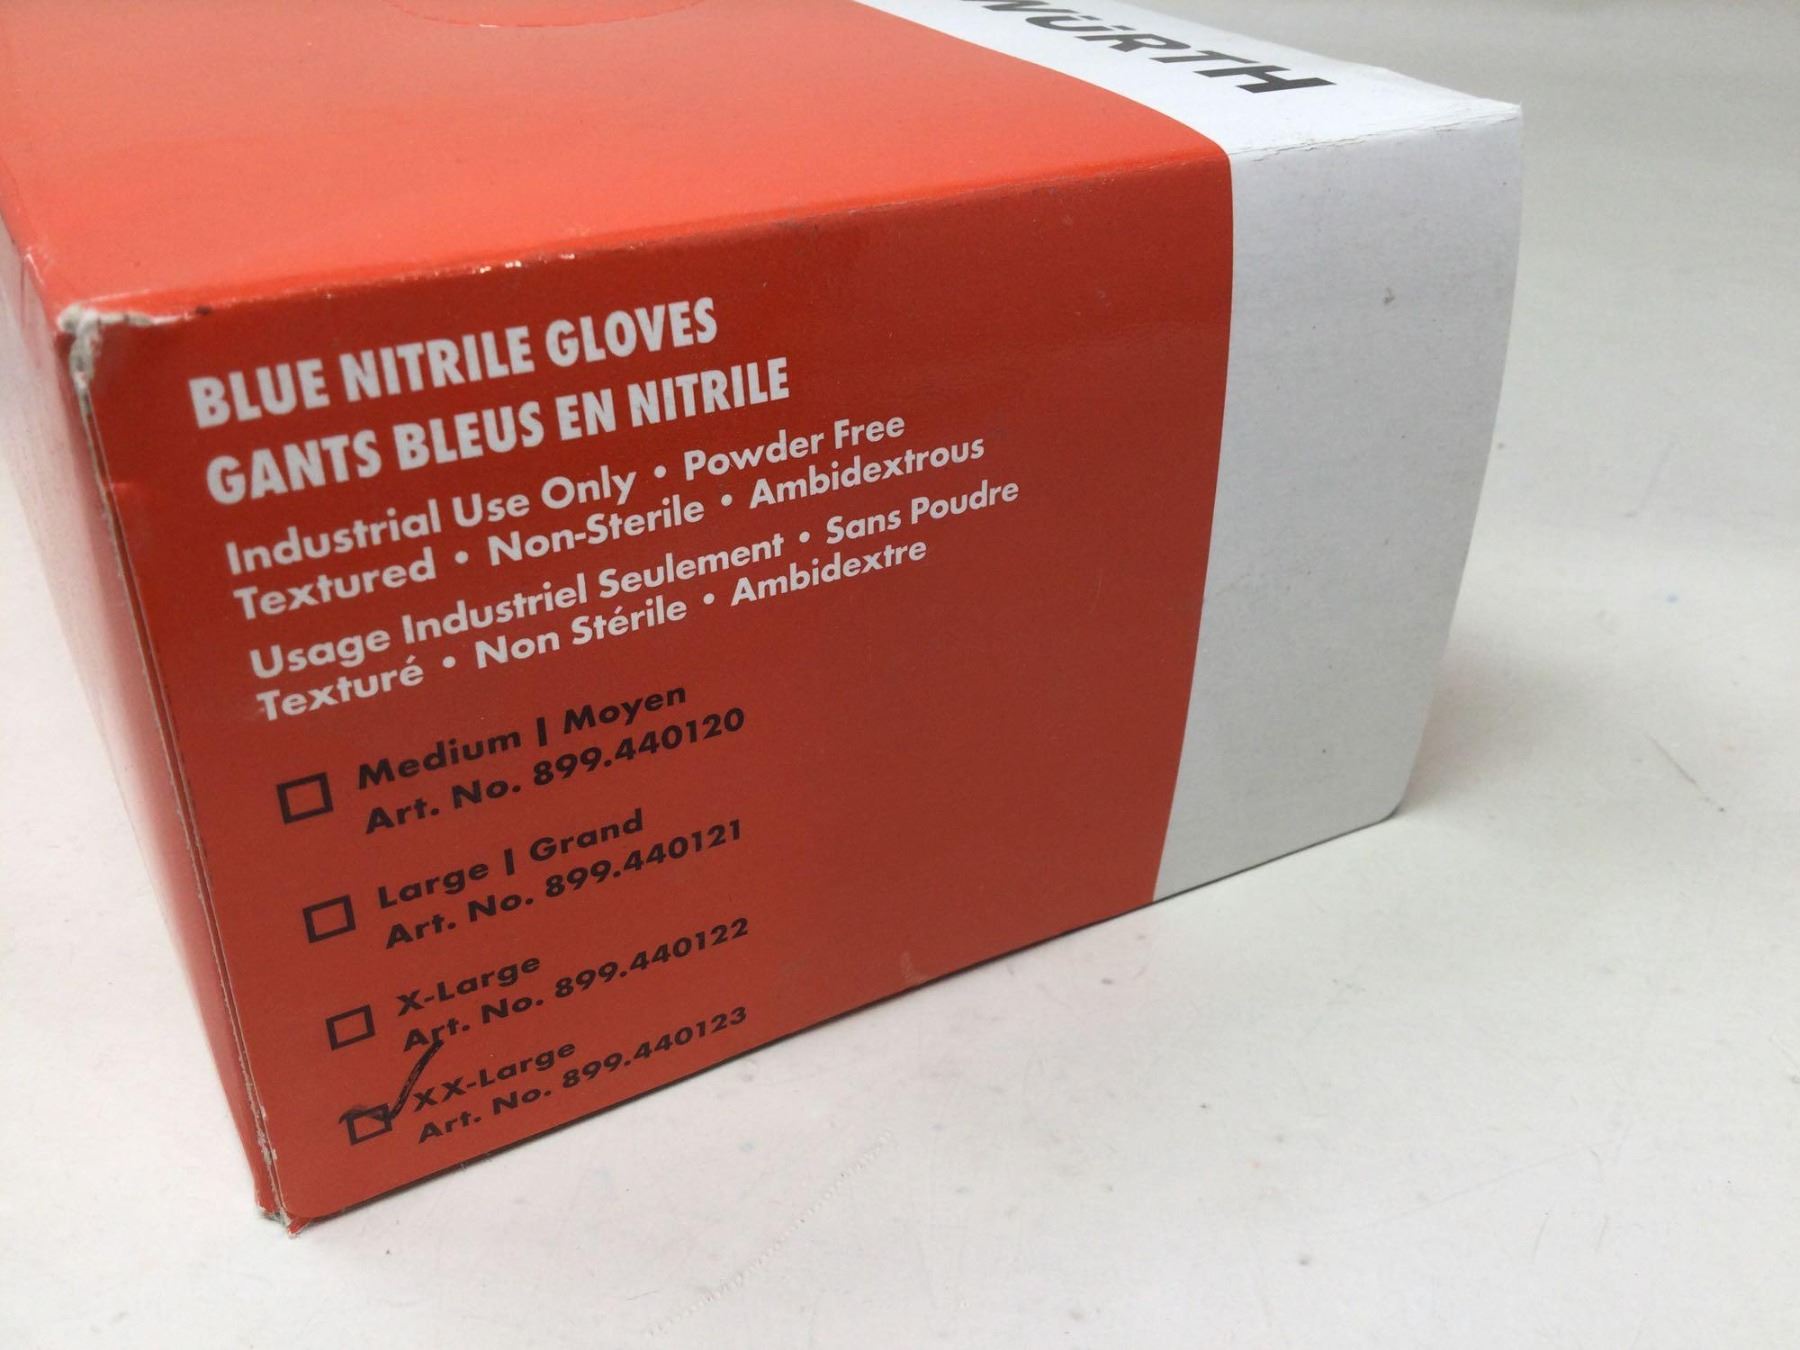 WÜRTH
BLUE NITRILE GLOVES
GANTS BLEUS EN NITRILE
Industrial Use Only • Powder Free
Textured • Non-Sterile • Ambidextrous
Usage Industriel Seulement • Sans Poudre
Texturé • Non Stérile • Ambidextre
Medium | Moyen
Art. No. 899.440120
Large | Grand
Art. No. 899.440121
X-Large
Art. No. 899.440122
XX-Large
Art. No. 899.440123